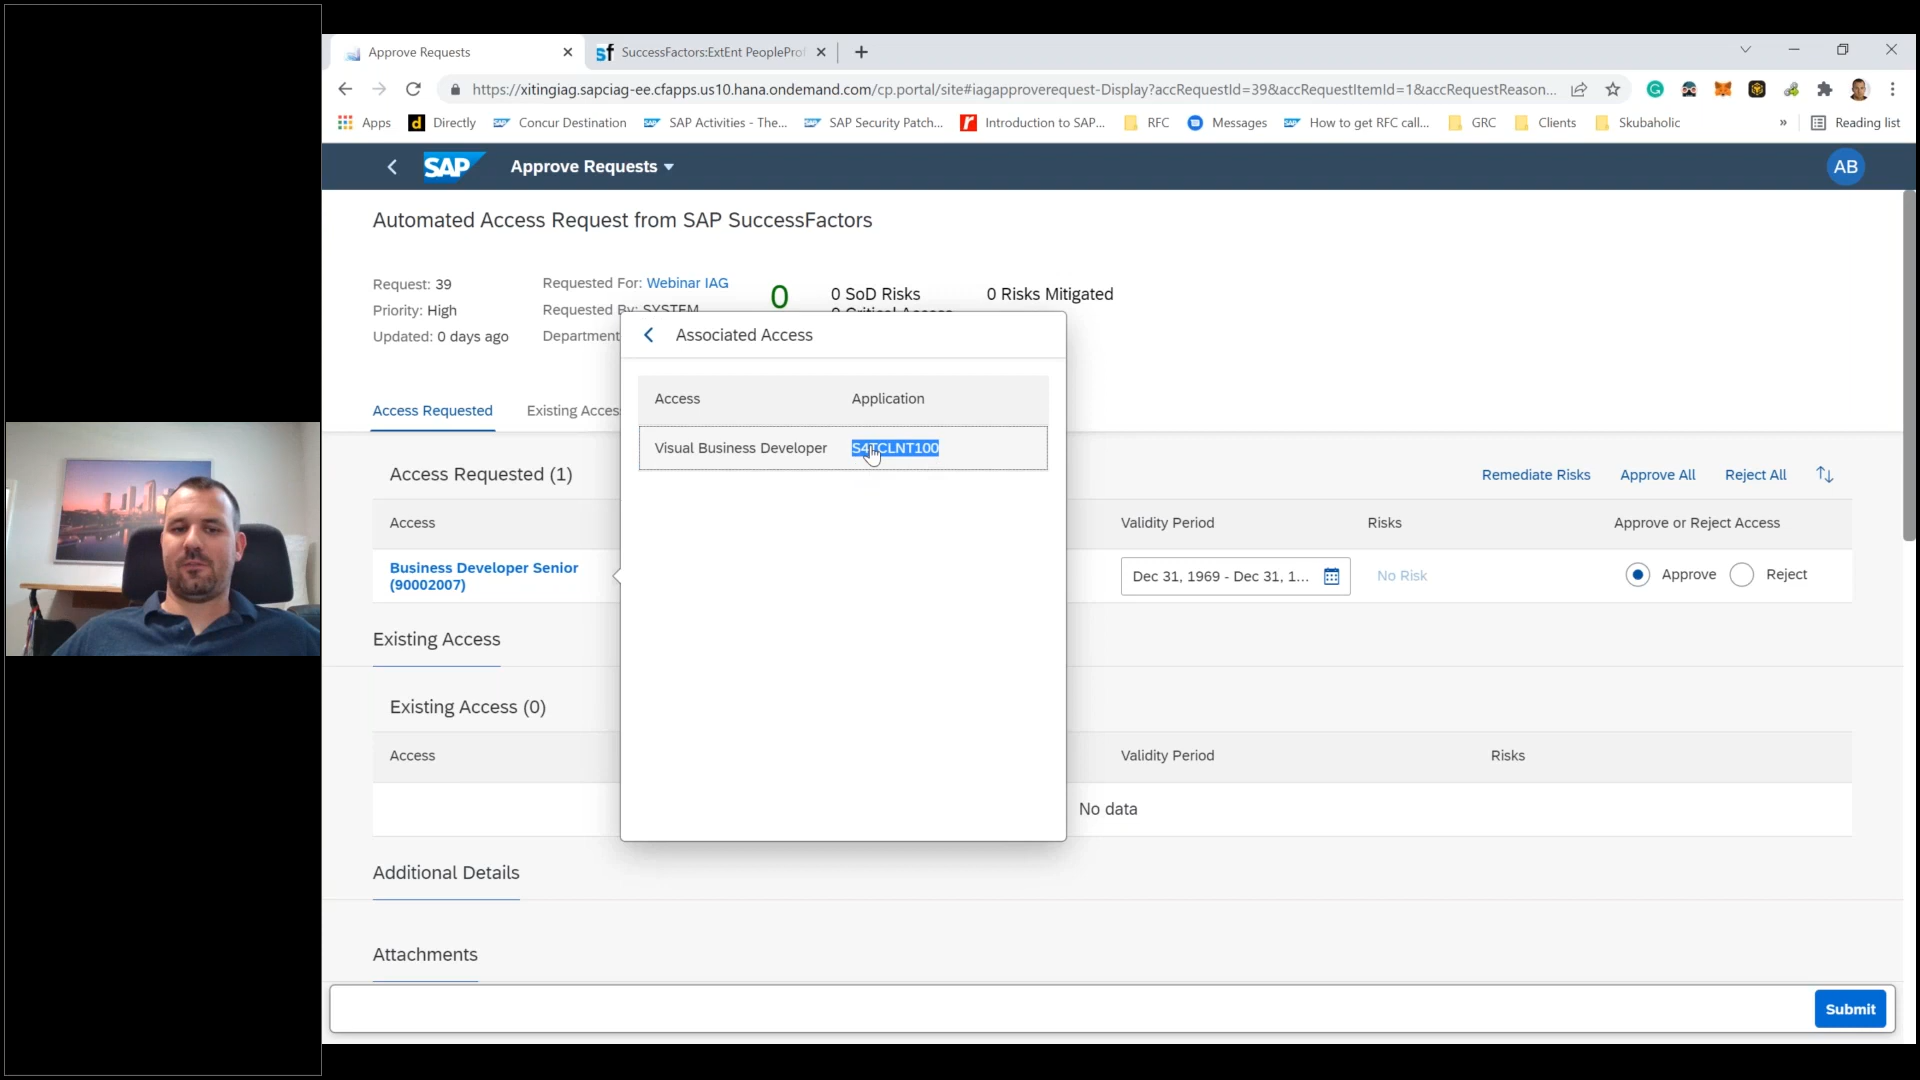 Approve Requests
SuccessFactors:ExtEnt PeopleProf
https://xitingiag.sapciag-ee.cfapps.us10.hana.ondemand.com/cp.portal/site#iagapproverequest-Display?accRequestId=39&accRequestItemId=1&accRequestReason...
Apps Directly Concur Destination SAP Activities - The... SAP Security Patch... Introduction to SAP... RFC Messages How to get RFC call... GRC Clients Skubaholic » Reading list
SAP Approve Requests AB
Automated Access Request from SAP SuccessFactors
Request: 39
Priority: High
Updated: 0 days ago
Requested For: Webinar IAG
Requested By: SYSTEM
Department
0
0 SoD Risks
0 Critical Access
0 Risks Mitigated
Associated Access
Access Application
Visual Business Developer S4TCLNT100
Access Requested Existing Acces
Access Requested (1) Remediate Risks Approve All Reject All
Access Validity Period Risks Approve or Reject Access
Business Developer Senior
(90002007)
Dec 31, 1969 - Dec 31, 1... No Risk Approve Reject
Existing Access
Existing Access (0)
Access Validity Period Risks
No data
Additional Details
Attachments
Submit